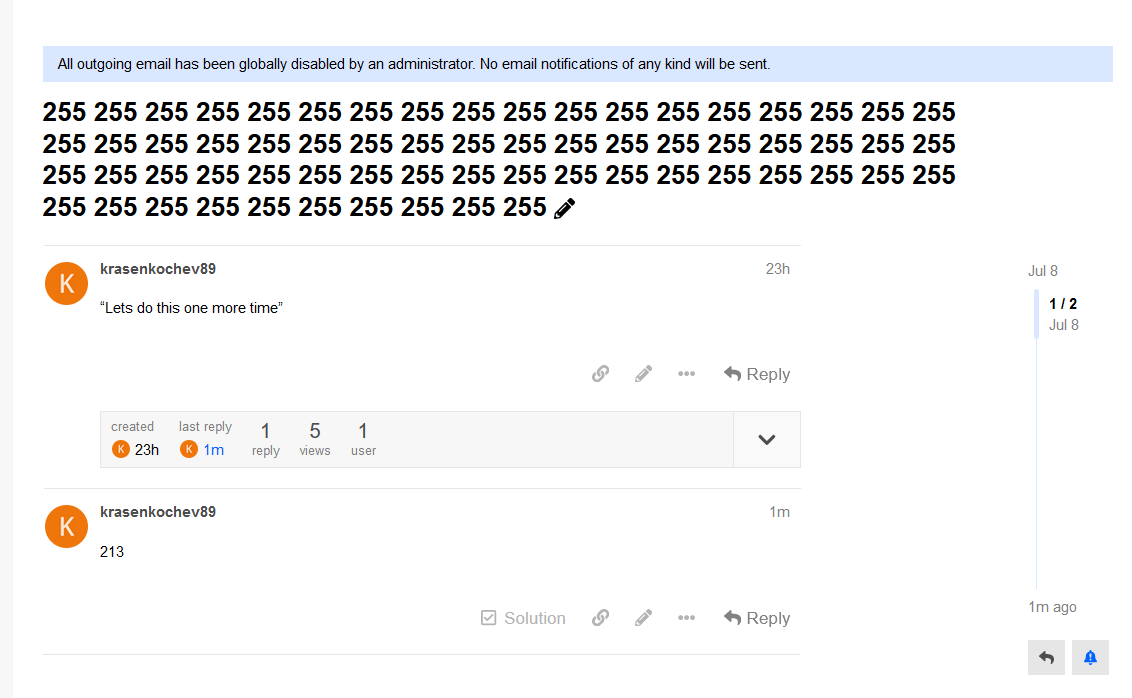 All outgoing email has been globally disabled by an administrator. No email notifications of any kind will be sent.
255 255 255 255 255 255 255 255 255 255 255 255 255 255 255 255 255 255
255 255 255 255 255 255 255 255 255 255 255 255 255 255 255 255 255 255
255 255 255 255 255 255 255 255 255 255 255 255 255 255 255 255 255 255
255 255 255 255 255 255 255 255 255 255
K
krasenkochev89
23h
“Lets do this one more time”
Reply
created
last reply
1
5
1
K 23h
K 1m
reply
views
user
K
krasenkochev89
1m
213
Solution
Reply
Jul 8
1 / 2
Jul 8
1m ago